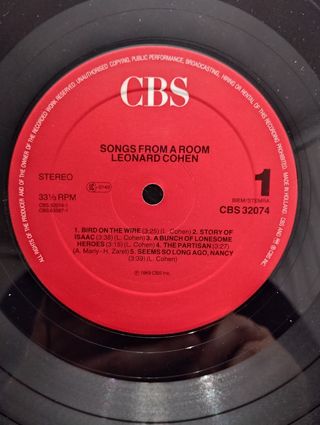 ALL RIGHTS OF THE PRODUCER AND OF THE OWNER OF THE RECORDED WORK RESERVED UNAUTHORISED COPYING, PUBLIC PERFORMANCE, BROADCASTING, HIRING OR RENTAL OF THIS RECORDING PROHIBITED. MADE IN HOLLAND
CBS
SONGS FROM A ROOM
LEONARD COHEN
STEREO
33⅓ RPM
CBS 32074-1
1
BIEM/STEMRA
CBS 32074
1. BIRD ON THE WIRE (3:25) (L. Cohen) 2. STORY OF
ISAAC (3:38) (L. Cohen) 3. A BUNCH OF LONESOME
HEROES (3:15) (L. Cohen) 4. THE PARTISAN (3:27)
(A. Marly-H. Zaret) 5. SEEMS SO LONG AGO, NANCY
(3:39) (L. Cohen)
℗ 1969 CBS Inc.